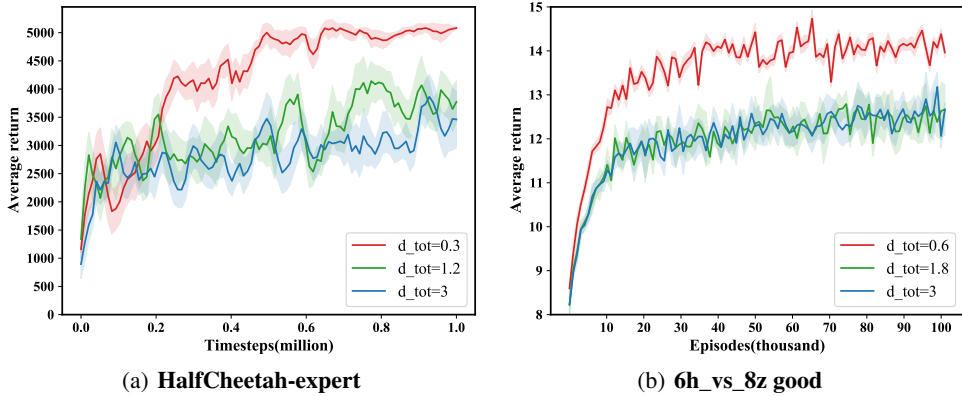 5000
4500
4000
3500
3000
2500
2000
1500
1000
500
0
Average return
d_tot=0.3
d_tot=1.2
d_tot=3
0.0 0.2 0.4 0.6 0.8 1.0
Timesteps(million)
(a) HalfCheetah-expert
15
14
13
12
11
10
9
8
Average return
d_tot=0.6
d_tot=1.8
d_tot=3
10 20 30 40 50 60 70 80 90 100
Episodes(thousand)
(b) 6h_vs_8z good